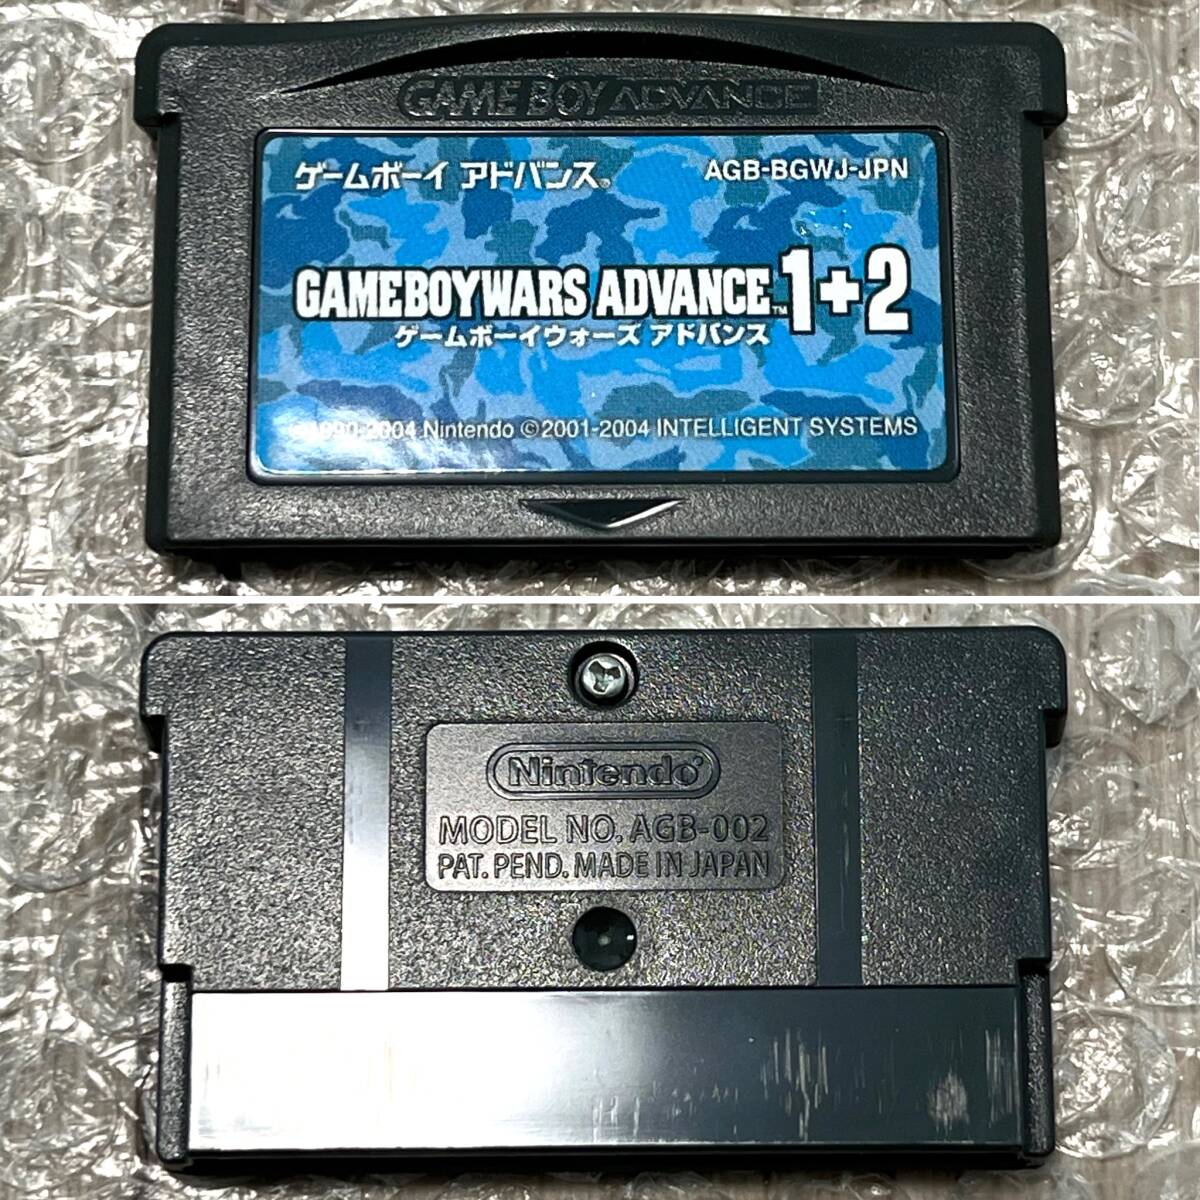 GAME BOY ADVANCE
ゲームボーイ アドバンス®
AGB-BGWJ-JPN
GAMEBOYWARS ADVANCE™ 1+2
ゲームボーイウォーズ アドバンス
©1990-2004 Nintendo ©2001-2004 INTELLIGENT SYSTEMS
Nintendo®
MODEL NO. AGB-002
PAT. PEND. MADE IN JAPAN